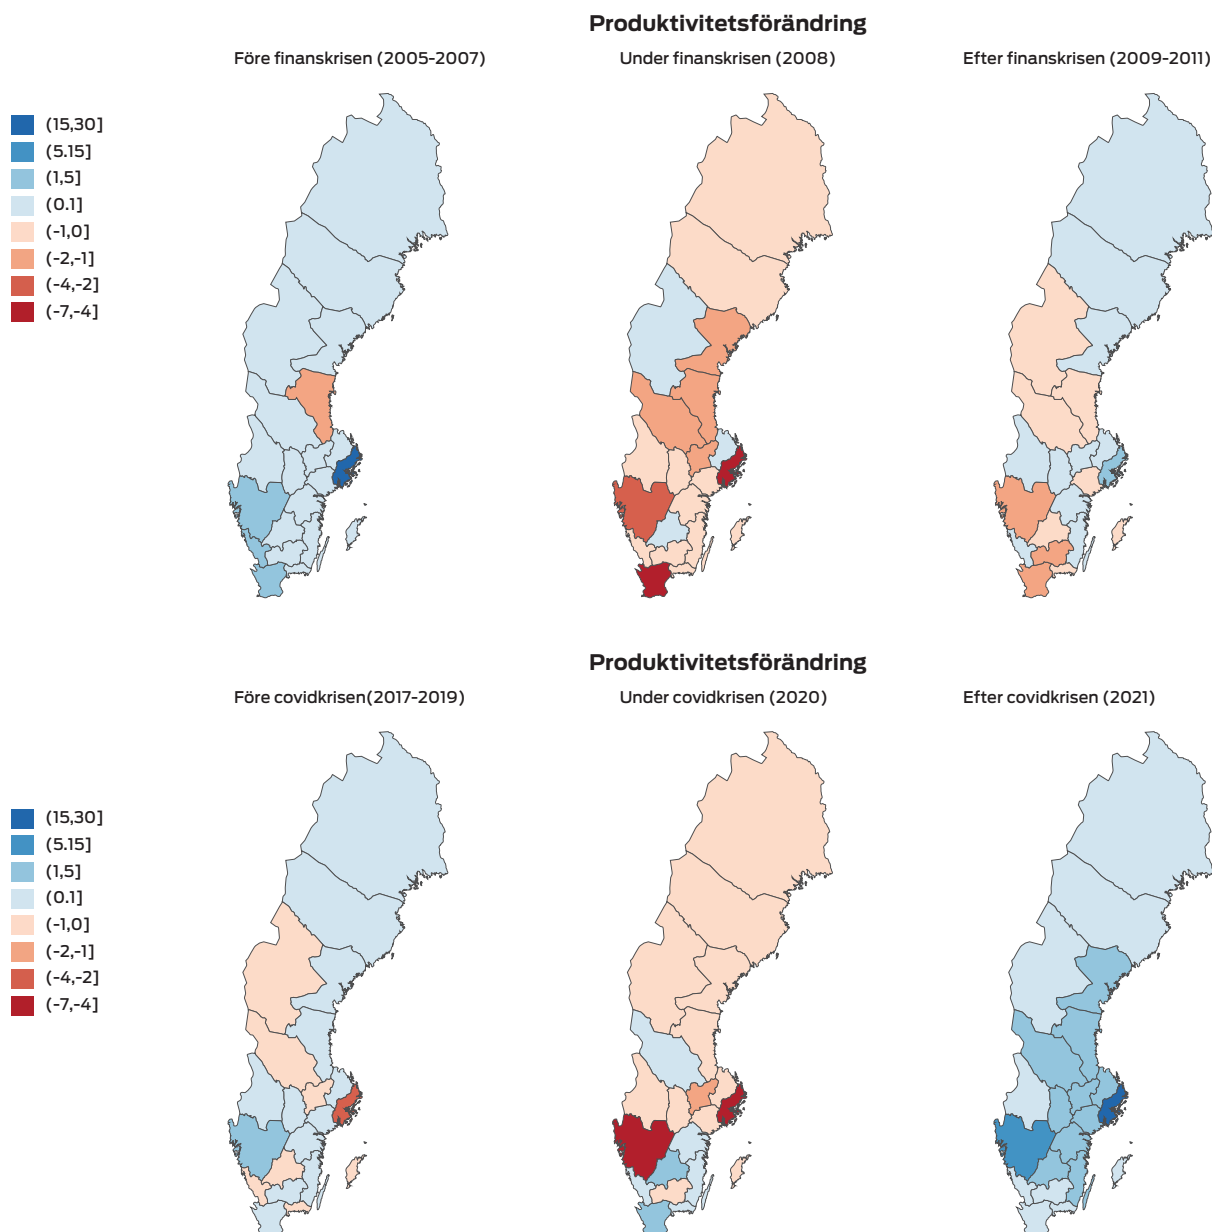 Produktivitetsförändring
Före finanskrisen (2005-2007)
Under finanskrisen (2008)
Efter finanskrisen (2009-2011)
(15,30]
(5.15]
(1,5]
(0.1]
(-1,0]
(-2,-1]
(-4,-2]
(-7,-4]
Produktivitetsförändring
Före covidkrisen(2017-2019)
Under covidkrisen (2020)
Efter covidkrisen (2021)
(15,30]
(5.15]
(1,5]
(0.1]
(-1,0]
(-2,-1]
(-4,-2]
(-7,-4]